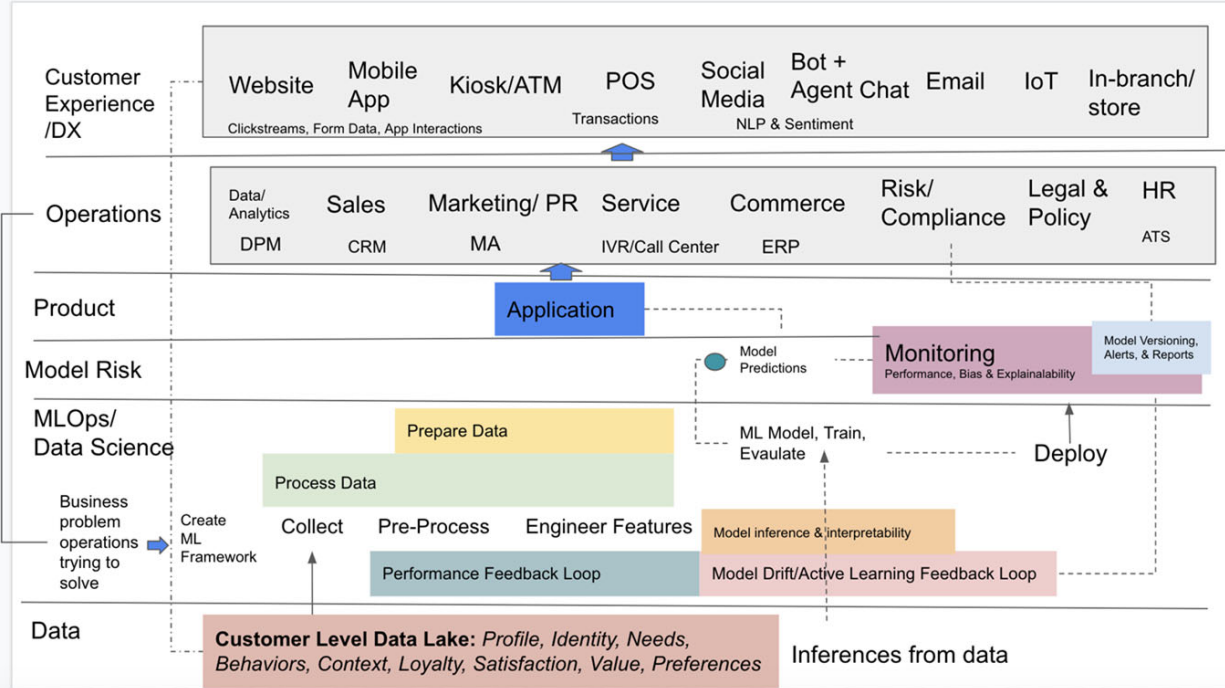 Customer
Experience
/DX
Website
Mobile
App
Kiosk/ATM
POS
Social
Media
Bot +
Agent Chat
Email
IoT
In-branch/
store
Clickstreams, Form Data, App Interactions
Transactions
NLP & Sentiment
Operations
Data/
Analytics
DPM
Sales
CRM
Marketing/ PR
MA
Service
IVR/Call Center
Commerce
ERP
Risk/
Compliance
Legal &
Policy
HR
ATS
Product
Application
Model Risk
Model
Predictions
Monitoring
Performance, Bias & Explainalability
Model Versioning,
Alerts, & Reports
MLOps/
Data Science
Prepare Data
Process Data
ML Model, Train,
Evaulate
Deploy
Business
problem
operations
trying to
solve
Create
ML
Framework
Collect
Pre-Process
Engineer Features
Model inference & interpretability
Performance Feedback Loop
Model Drift/Active Learning Feedback Loop
Data
Customer Level Data Lake: Profile, Identity, Needs,
Behaviors, Context, Loyalty, Satisfaction, Value, Preferences
Inferences from data